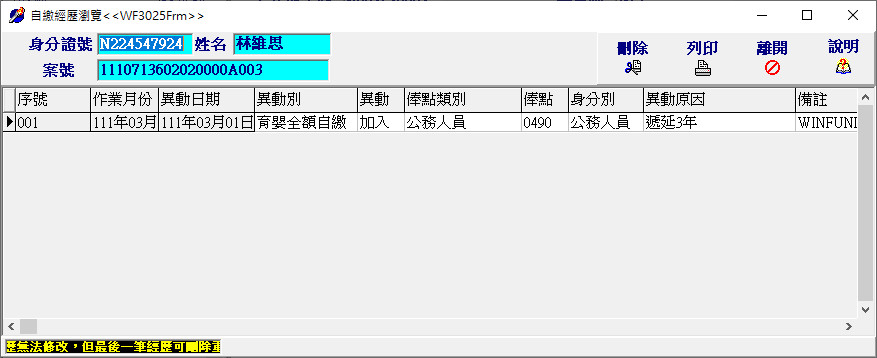 自繳經歷瀏覽<<WF3025Frm>>
身分證號 N224547924 姓名 林維思
案號 1110713602020000A003
刪除 列印 離開 說明
序號 作業月份 異動日期 異動別 異動 俸點類別 俸點 身分別 異動原因 備註
001 111年03月 111年03月01日 育嬰全額自繳 加入 公務人員 0490 公務人員 遞延3年 WINFUNI
歷無法修改，但最後一筆經歷可刪除重